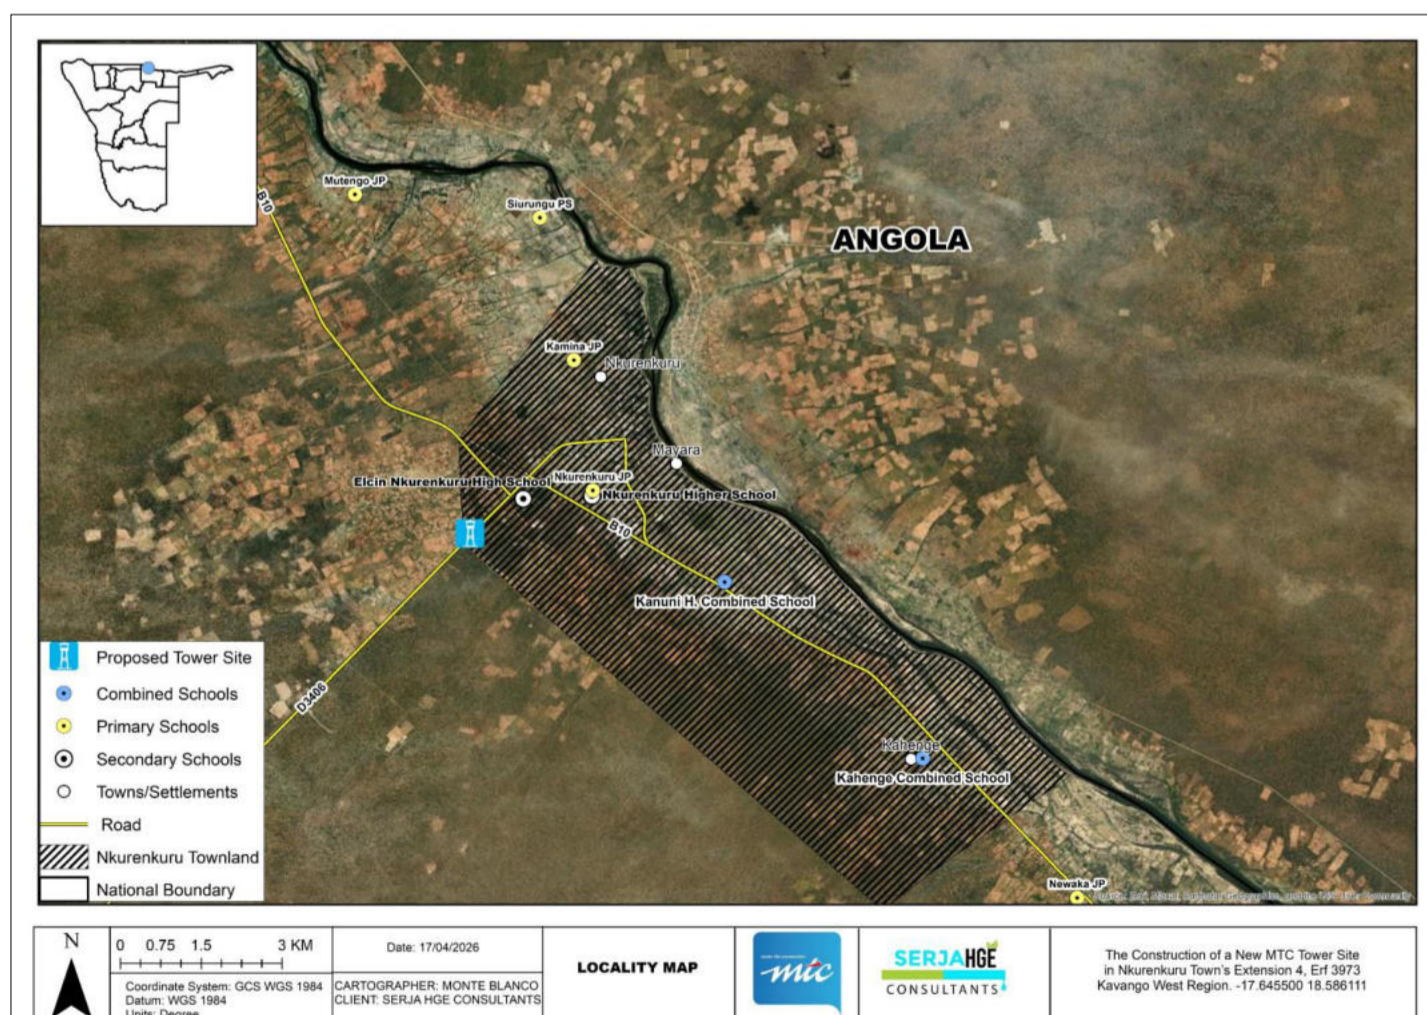 B10
Mutengo JP
Siurungu PS
ANGOLA
Kamina JP
Nkurenkuru
Mayara
Elcin Nkurenkuru High School
Nkurenkuru JP
Nkurenkuru Higher School
B10
Kanuni H. Combined School
D3406
Kahenge
Kahenge Combined School
Newaka JP
Proposed Tower Site
Combined Schools
Primary Schools
Secondary Schools
Towns/Settlements
Road
Nkurenkuru Townland
National Boundary
N
0 0.75 1.5 3 KM
Coordinate System: GCS WGS 1984
Datum: WGS 1984
Units: Degree
Date: 17/04/2026
CARTOGRAPHER: MONTE BLANCO
CLIENT: SERJA HGE CONSULTANTS
LOCALITY MAP
mtc
SERJAHGE
CONSULTANTS
The Construction of a New MTC Tower Site
in Nkurenkuru Town's Extension 4, Erf 3973
Kavango West Region. -17.645500 18.586111